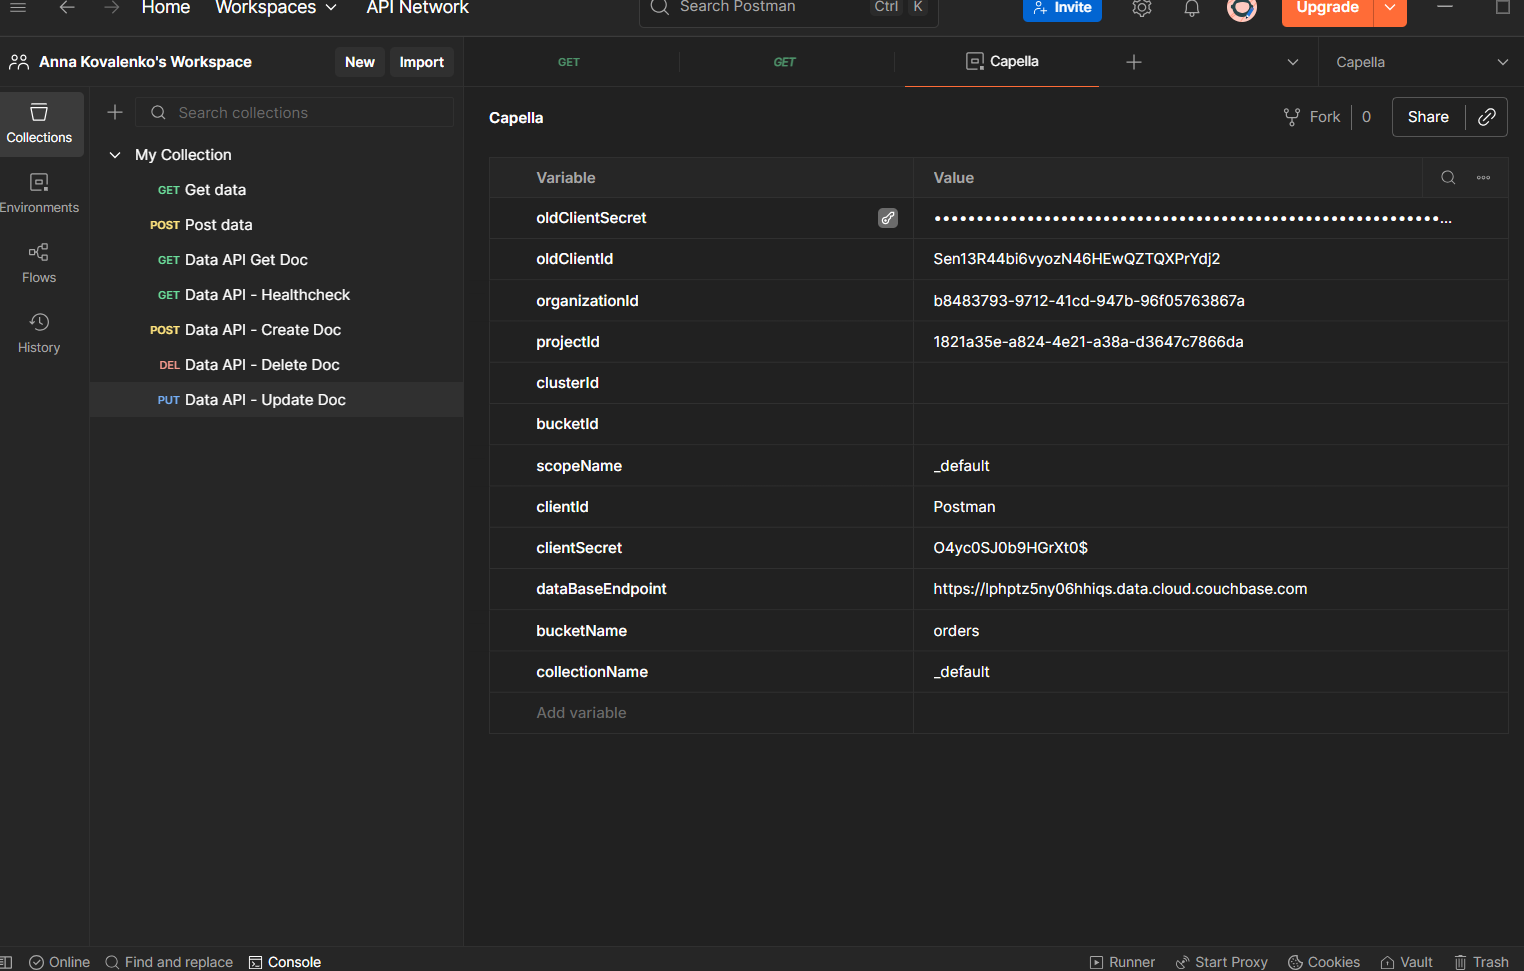 Home Workspaces API Network Search Postman Ctrl K Invite Upgrade
Anna Kovalenko's Workspace New Import GET GET Capella Capella
Collections
Environments
Flows
History
Search collections
My Collection
GET Get data
POST Post data
GET Data API Get Doc
GET Data API - Healthcheck
POST Data API - Create Doc
DEL Data API - Delete Doc
PUT Data API - Update Doc
Capella Fork 0 Share
Variable Value
oldClientSecret ••••••••••••••••••••••••••••••••••••••••••••••••••••••••••••...
oldClientId Sen13R44bi6vyozN46HEwQZTQXPrYdj2
organizationId b8483793-9712-41cd-947b-96f05763867a
projectId 1821a35e-a824-4e21-a38a-d3647c7866da
clusterId
bucketId
scopeName _default
clientId Postman
clientSecret O4yc0SJ0b9HGrXt0$
dataBaseEndpoint https://lphptz5ny06hhiqs.data.cloud.couchbase.com
bucketName orders
collectionName _default
Add variable
Online Find and replace Console Runner Start Proxy Cookies Vault Trash